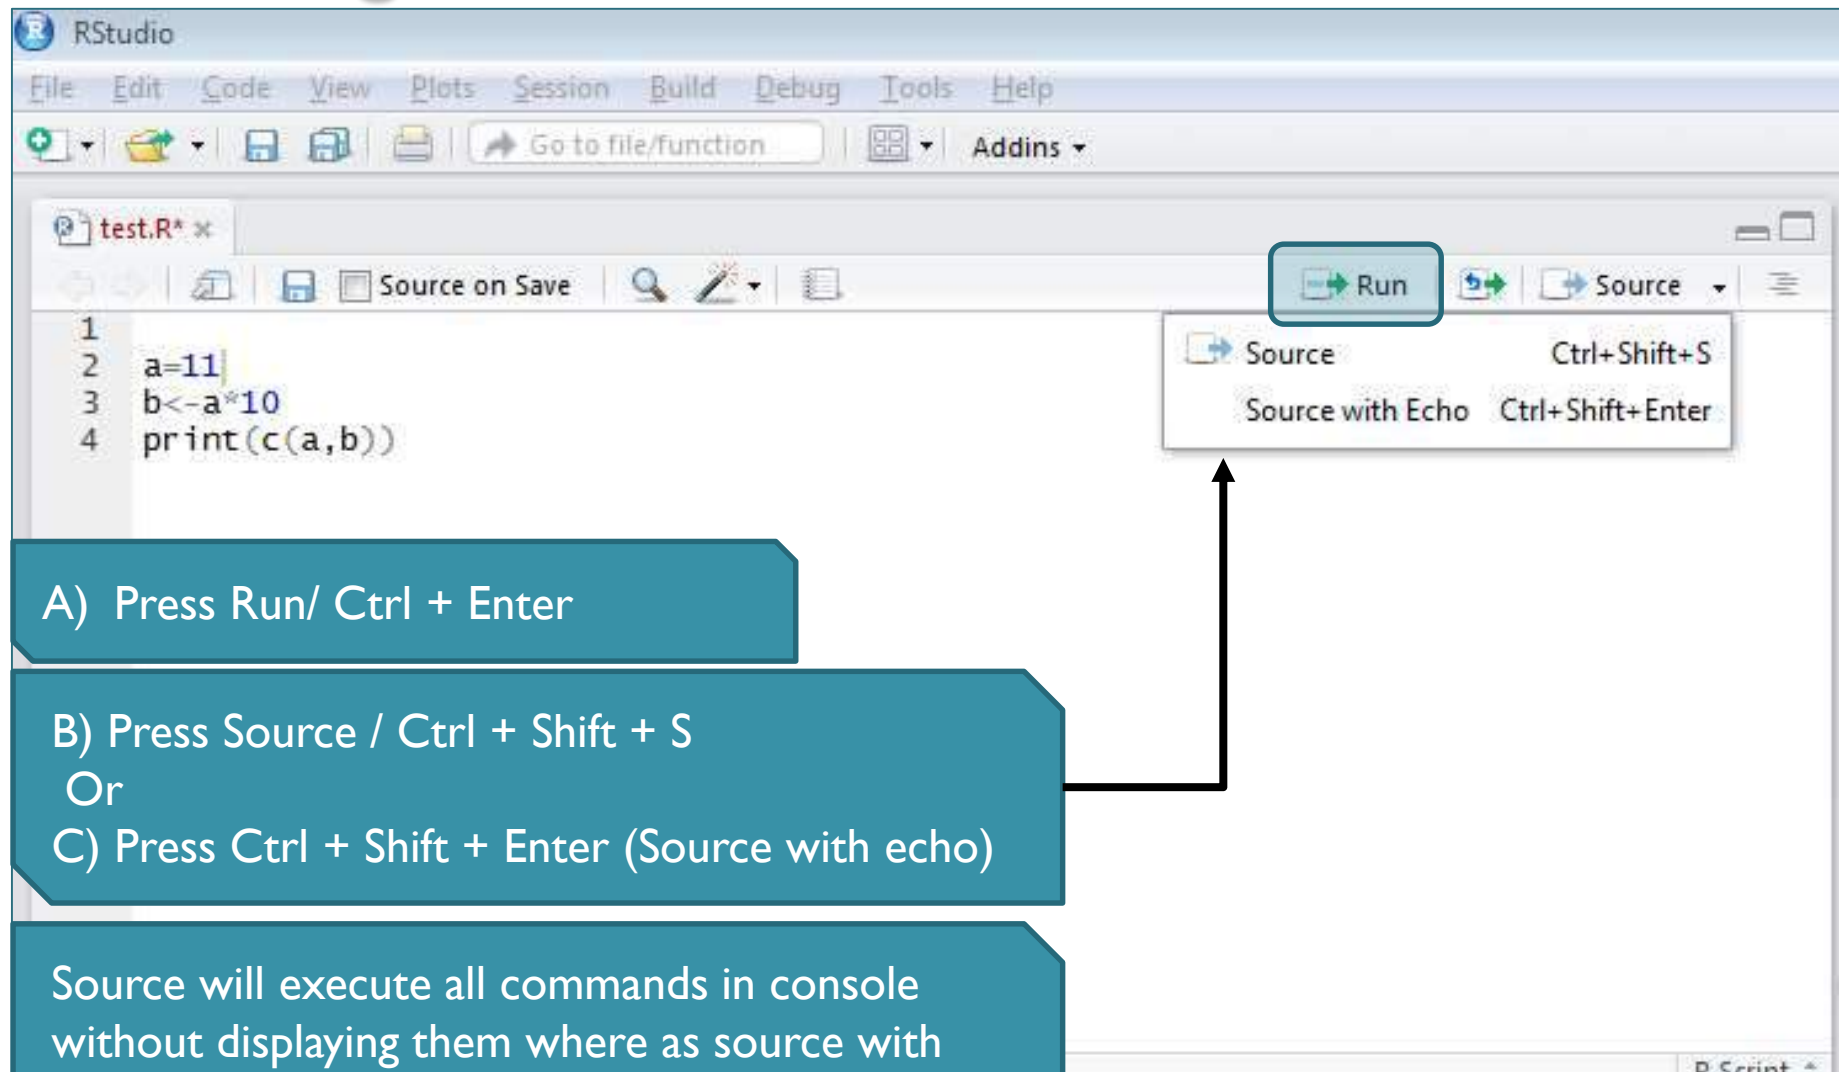 RStudio
File Edit Code View Plots Session Build Debug Tools Help
Go to file/function Addins
test.R*
Source on Save Run Source
1
2 a=11
3 b<-a*10
4 print(c(a,b))
Source Ctrl+Shift+S
Source with Echo Ctrl+Shift+Enter
A) Press Run/ Ctrl + Enter
B) Press Source / Ctrl + Shift + S
Or
C) Press Ctrl + Shift + Enter (Source with echo)
Source will execute all commands in console
without displaying them where as source with
R Script